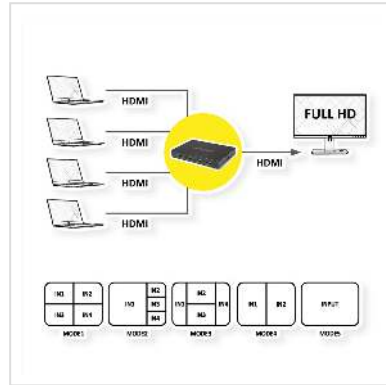 HDMI
HDMI
HDMI
HDMI
FULL HD
HDMI
IN1 IN2
IN3 IN4
MODE1
IN1 IN2
IN3
IN4
MODE2
IN1 IN2 IN4
IN3
MODE3
IN1 IN2
MODE4
INPUT
MODE5